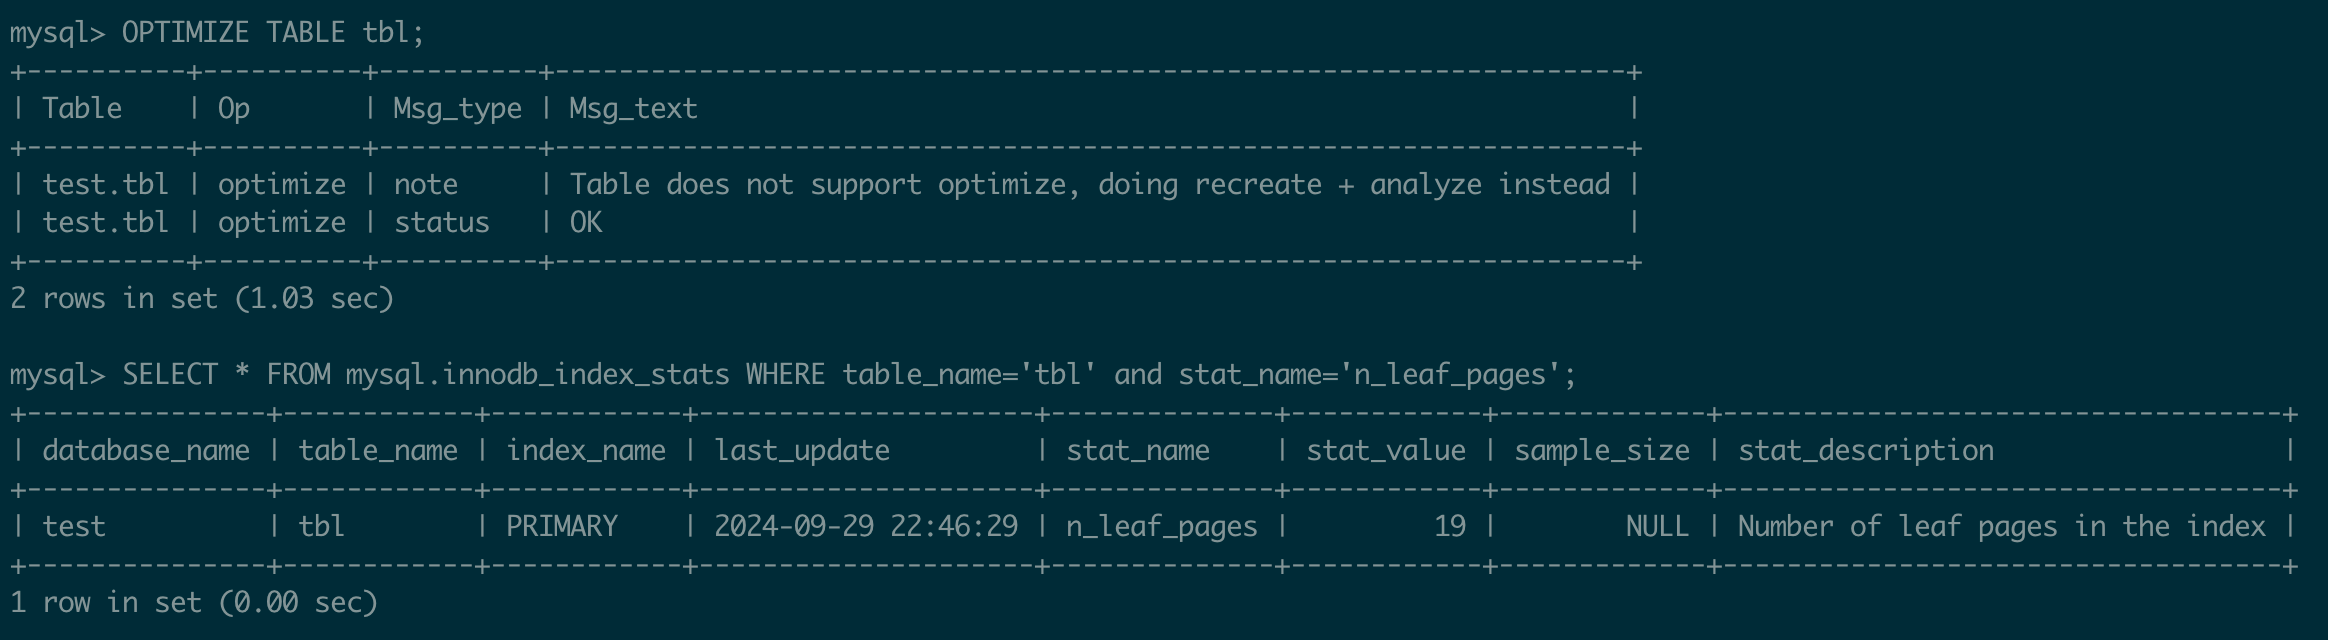 mysql> OPTIMIZE TABLE tbl;
+----------+----------+----------+-------------------------------------------------------------------+
| Table    | Op       | Msg_type | Msg_text                                                          |
+----------+----------+----------+-------------------------------------------------------------------+
| test.tbl | optimize | note     | Table does not support optimize, doing recreate + analyze instead |
| test.tbl | optimize | status   | OK                                                                |
+----------+----------+----------+-------------------------------------------------------------------+
2 rows in set (1.03 sec)

mysql> SELECT * FROM mysql.innodb_index_stats WHERE table_name='tbl' and stat_name='n_leaf_pages';
+---------------+------------+------------+---------------------+--------------+------------+-------------+-----------------------------------+
| database_name | table_name | index_name | last_update         | stat_name    | stat_value | sample_size | stat_description                  |
+---------------+------------+------------+---------------------+--------------+------------+-------------+-----------------------------------+
| test          | tbl        | PRIMARY    | 2024-09-29 22:46:29 | n_leaf_pages |         19 |        NULL | Number of leaf pages in the index |
+---------------+------------+------------+---------------------+--------------+------------+-------------+-----------------------------------+
1 row in set (0.00 sec)